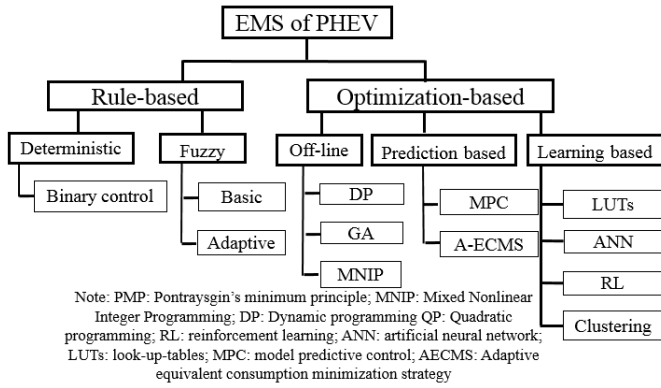 EMS of PHEV
Rule-based
Optimization-based
Deterministic
Fuzzy
Off-line
Prediction based
Learning based
Binary control
Basic
Adaptive
DP
GA
MNIP
MPC
A-ECMS
LUTs
ANN
RL
Clustering
Note: PMP: Pontraysgin's minimum principle; MNIP: Mixed Nonlinear
Integer Programming; DP: Dynamic programming QP: Quadratic
programming; RL: reinforcement learning; ANN: artificial neural network;
LUTs: look-up-tables; MPC: model predictive control; AECMS: Adaptive
equivalent consumption minimization strategy